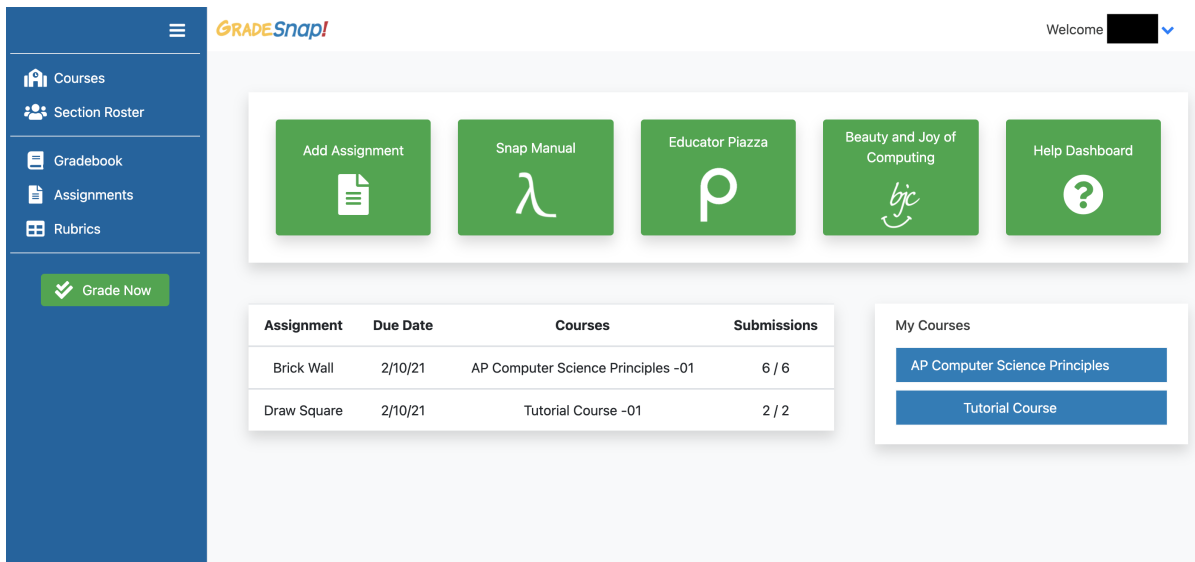 GRADESnap!
Welcome
Courses
Section Roster
Gradebook
Assignments
Rubrics
Grade Now
Add Assignment
Snap Manual
λ
Educator Piazza
ρ
Beauty and Joy of
Computing
bjc
Help Dashboard
?
Assignment Due Date Courses Submissions
Brick Wall 2/10/21 AP Computer Science Principles -01 6 / 6
Draw Square 2/10/21 Tutorial Course -01 2 / 2
My Courses
AP Computer Science Principles
Tutorial Course